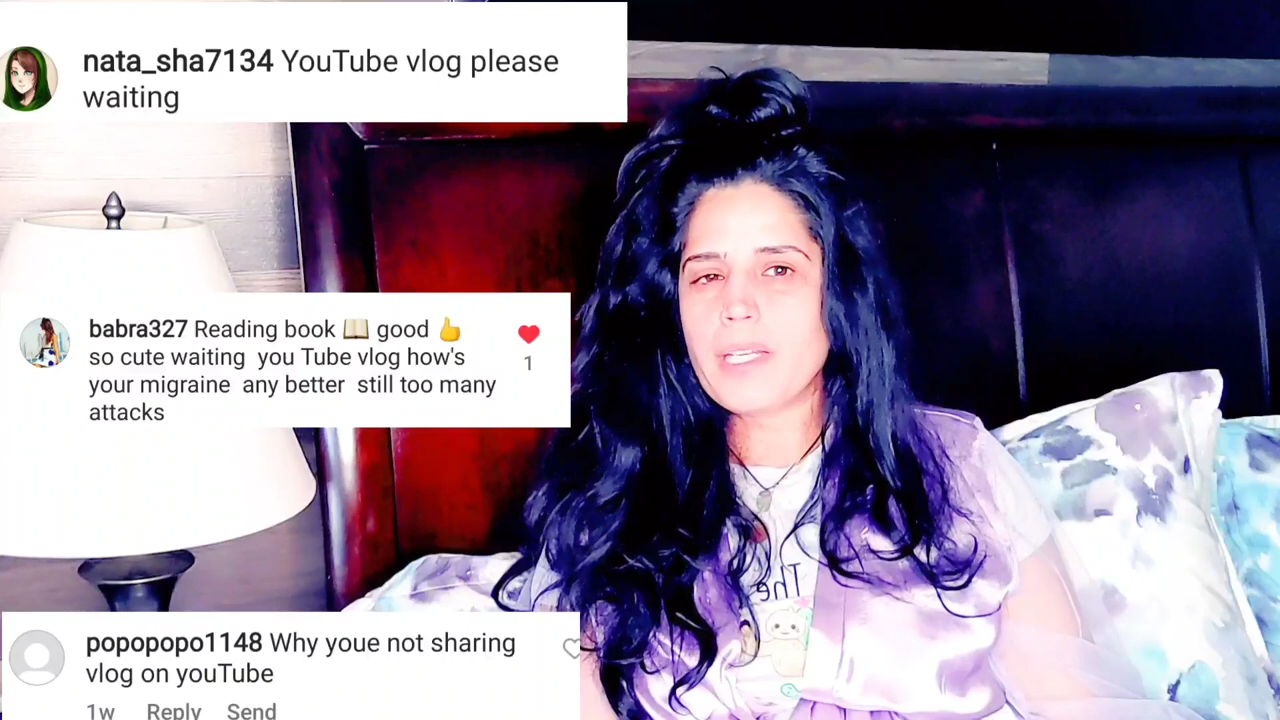 nata_sha7134 YouTube vlog please
waiting
babra327 Reading book 📖 good 👍
so cute waiting you Tube vlog how's
your migraine any better still too many
attacks
1
popopopo1148 Why youe not sharing
vlog on youTube
1w Reply Send
The